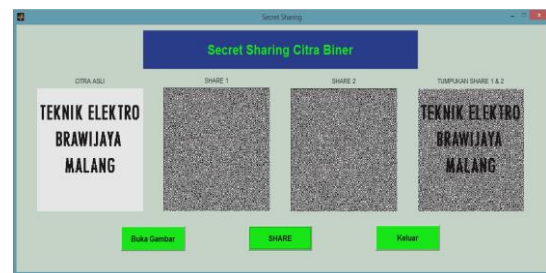 Secret Sharing
Secret Sharing Citra Biner
CITRA ASLI
SHARE 1
SHARE 2
TUMPUKAN SHARE 1 & 2
TEKNIK ELEKTRO
BRAWIJAYA
MALANG
TEKNIK ELEKTRO
BRAWIJAYA
MALANG
Buka Gambar
SHARE
Keluar